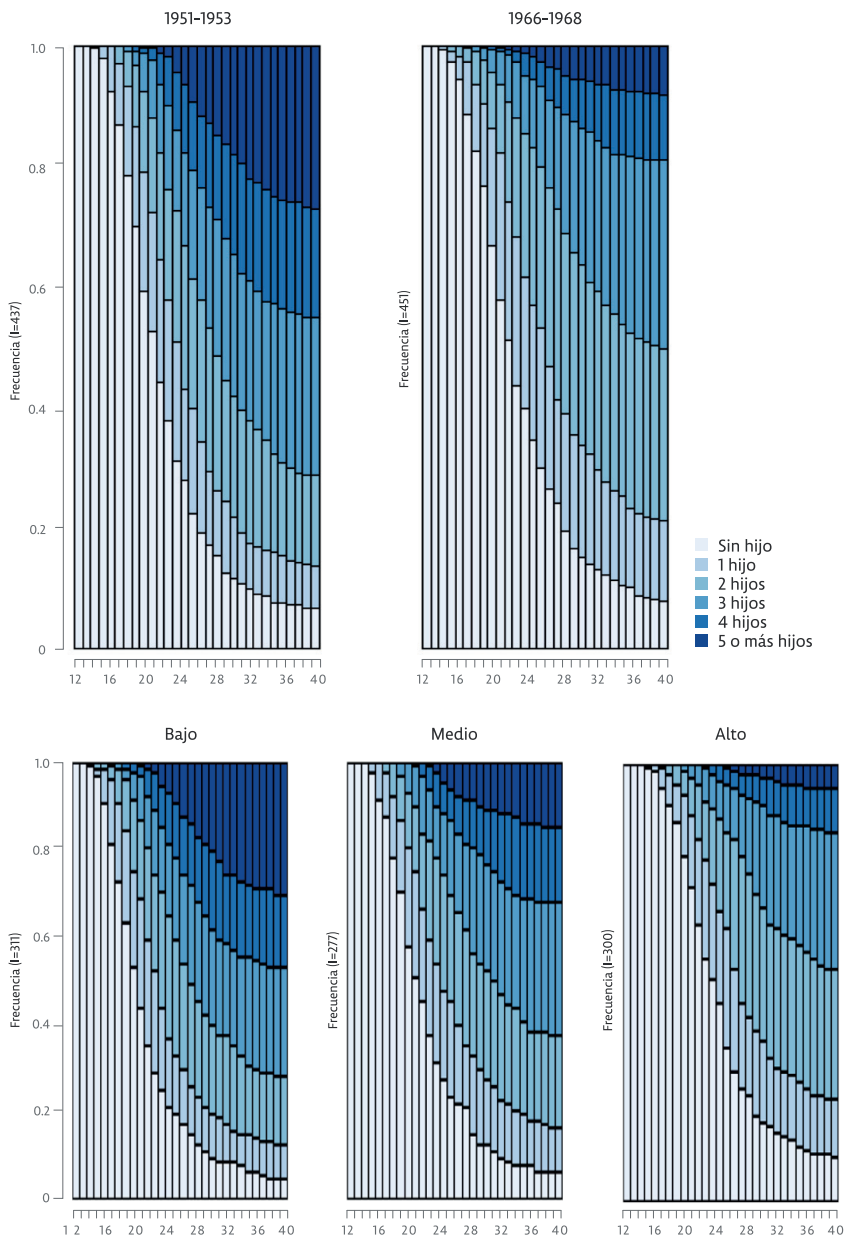 1951-1953
1966-1968
1.0
0.8
0.6
0.4
0.2
0
Frecuencia (I=437)
12 16 20 24 28 32 36 40
Frecuencia (I=451)
12 16 20 24 28 32 36 40
Sin hijo
1 hijo
2 hijos
3 hijos
4 hijos
5 o más hijos
Bajo
Medio
Alto
1.0
0.8
0.6
0.4
0.2
0
Frecuencia (I=311)
1 2 16 20 24 28 32 36 40
Frecuencia (I=277)
12 16 20 24 28 32 36 40
Frecuencia (I=300)
12 16 20 24 28 32 36 40